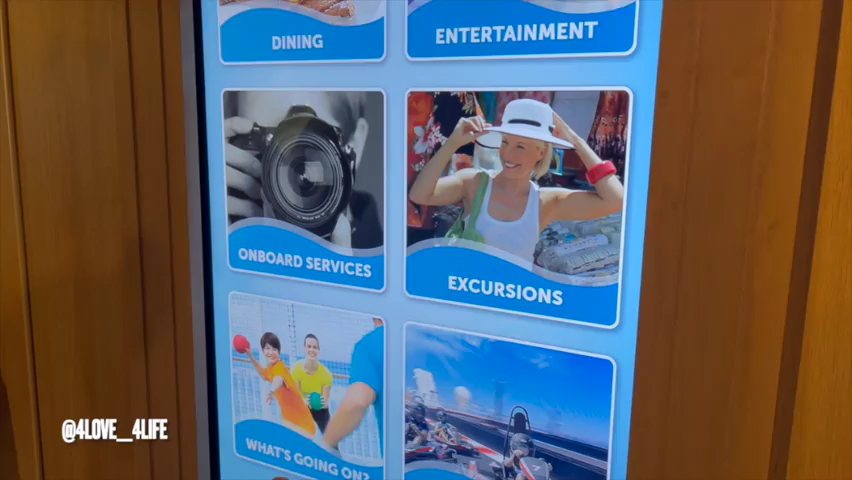 DINING
ENTERTAINMENT
ONBOARD SERVICES
EXCURSIONS
WHAT'S GOING ON?
@4LOVE__4LIFE